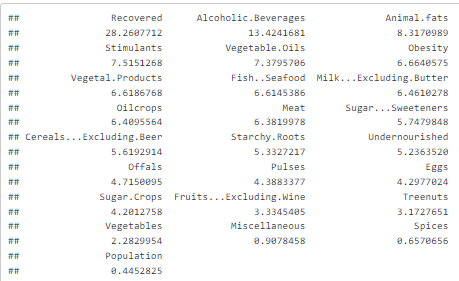 ##                Recovered      Alcoholic.Beverages              Animal.fats
##               28.2607712               13.4241681                8.3170989
##               Stimulants           Vegetable.Oils                  Obesity
##                7.5151268                7.3795706                6.6640575
##        Vegetal.Products            Fish..Seafood  Milk...Excluding.Butter
##                6.6186768                6.6145386                6.4610278
##                 Oilcrops                     Meat       Sugar...Sweeteners
##                6.4095564                6.3819978                5.7479848
## Cereals...Excluding.Beer            Starchy.Roots           Undernourished
##                5.6192914                5.3327217                5.2363520
##                   Offals                   Pulses                     Eggs
##                4.7150095                4.3883377                4.2977024
##              Sugar.Crops  Fruits...Excluding.Wine                 Treenuts
##                4.2012758                3.3345405                3.1727651
##               Vegetables            Miscellaneous                   Spices
##                2.2829954                0.9078458                0.6570656
##               Population
##                0.4452825